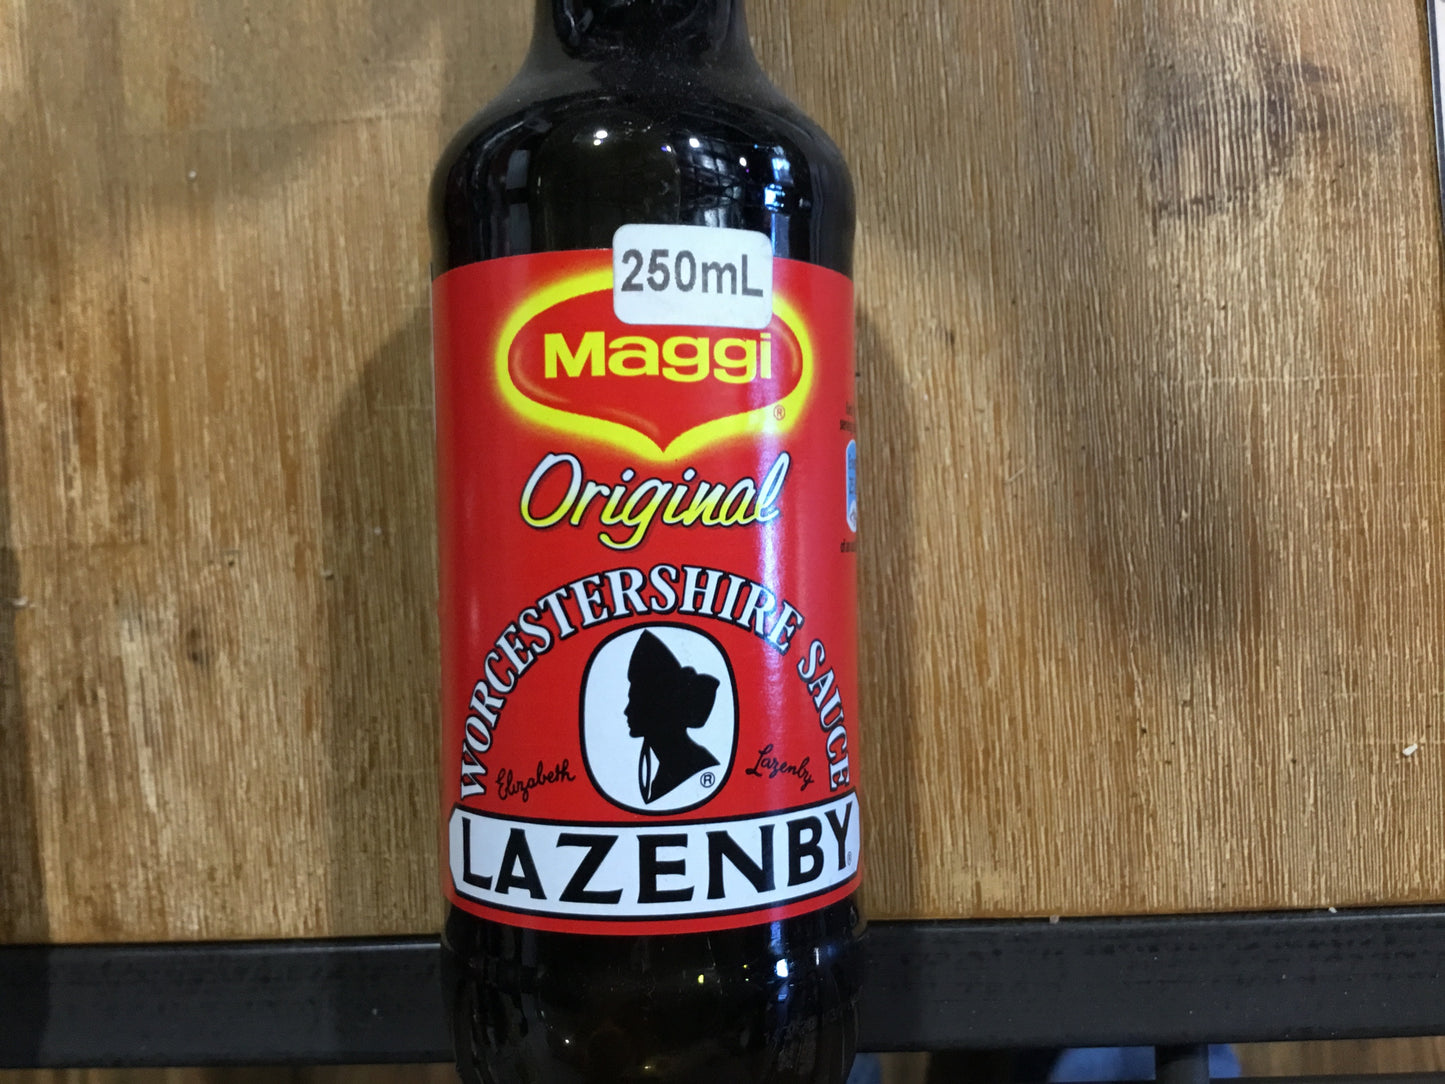 250mL
Maggi
®
Original
WORCESTERSHIRE SAUCE
Elizabeth Lazenby
®
LAZENBY
®